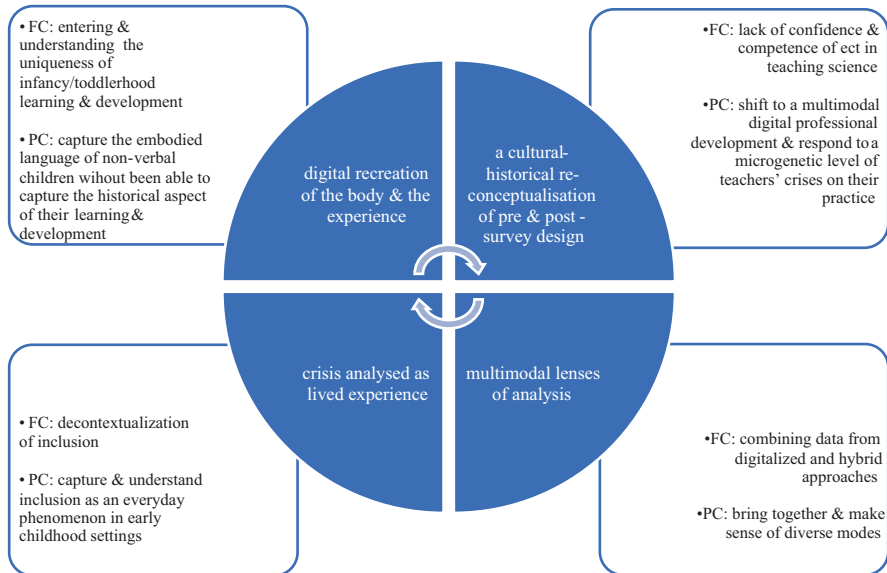 • FC: entering &
understanding the
uniqueness of
infancy/toddlerhood
learning & development
• PC: capture the embodied
language of non-verbal
children wihout been able to
capture the historical aspect
of their learning &
development
digital recreation
of the body & the
experience
a cultural-
historical re-
conceptualisation
of pre & post -
survey design
•FC: lack of confidence &
competence of ect in
teaching science
•PC: shift to a multimodal
digital professional
development & respond to a
microgenetic level of
teachers' crises on their
practice
• FC: decontextualization
of inclusion
• PC: capture & understand
inclusion as an everyday
phenomenon in early
childhood settings
crisis analysed as
lived experience
multimodal lenses
of analysis
•FC: combining data from
digitalized and hybrid
approaches
•PC: bring together & make
sense of diverse modes